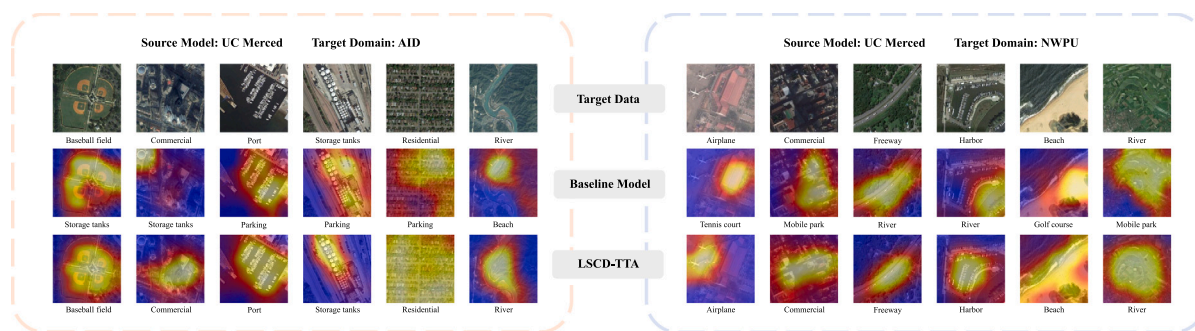 Source Model: UC Merced Target Domain: AID
Source Model: UC Merced Target Domain: NWPU
Target Data
Baseball field Commercial Port Storage tanks Residential River
Airplane Commercial Freeway Harbor Beach River
Baseline Model
Storage tanks Storage tanks Parking Parking Parking Beach
Tennis court Mobile park River River Golf course Mobile park
LSCD-TTA
Baseball field Commercial Port Storage tanks Residential River
Airplane Commercial Freeway Harbor Beach River